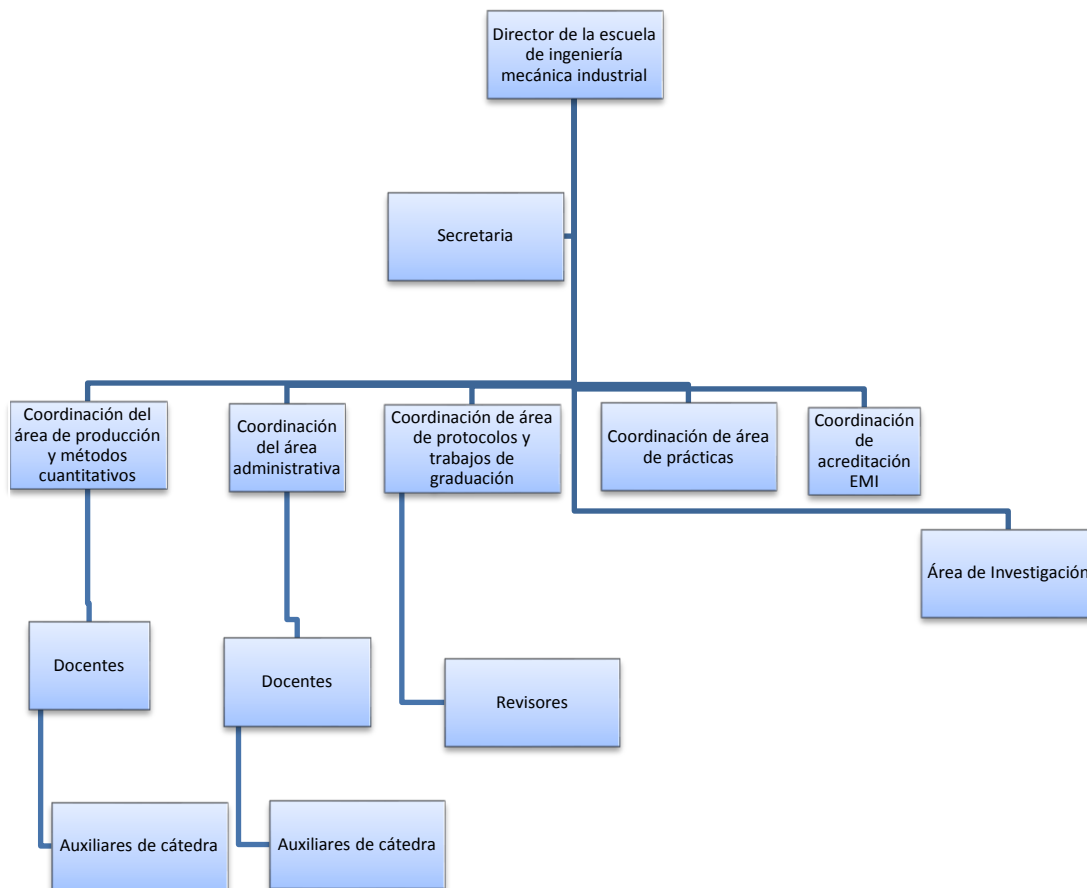 Director de la escuela
de ingeniería
mecánica industrial
Secretaria
Coordinación del
área de producción
y métodos
cuantitativos
Coordinación
del área
administrativa
Coordinación de área
de protocolos y
trabajos de
graduación
Coordinación de área
de prácticas
Coordinación
de
acreditación
EMI
Área de Investigación
Docentes
Docentes
Revisores
Auxiliares de cátedra
Auxiliares de cátedra